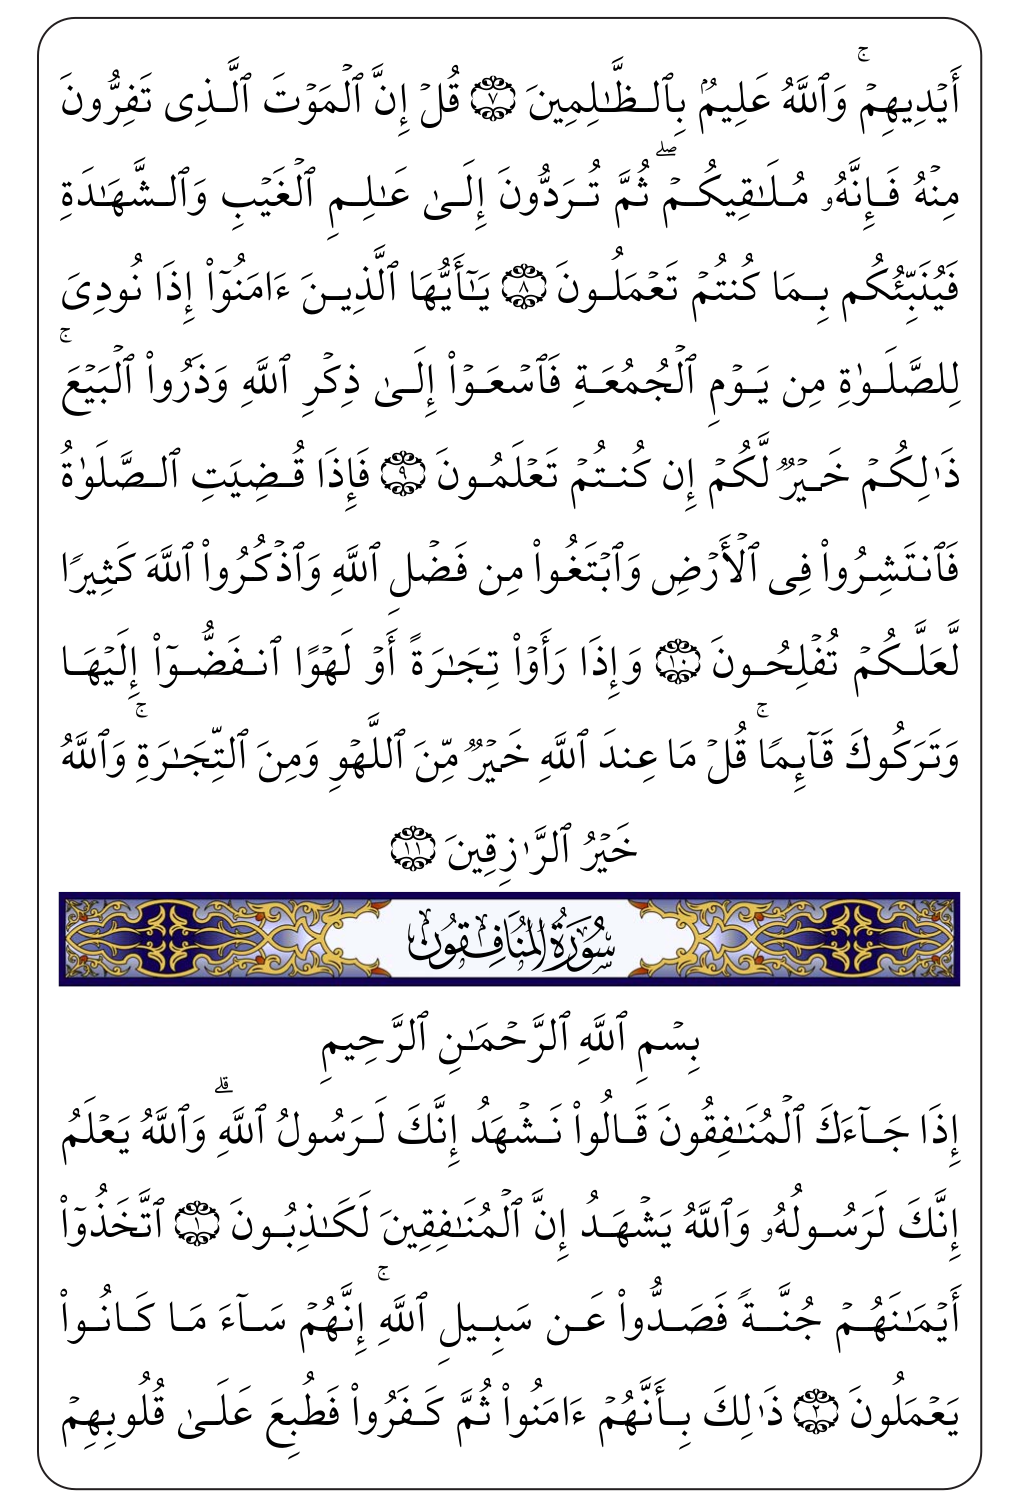 أَيۡدِيهِمۡۚ وَٱللَّهُ عَلِيمُۢ بِٱلظَّـٰلِمِينَ ٧ قُلۡ إِنَّ ٱلۡمَوۡتَ ٱلَّذِى تَفِرُّونَ
مِنۡهُ فَإِنَّهُۥ مُلَـٰقِيكُمۡۖ ثُمَّ تُرَدُّونَ إِلَىٰ عَـٰلِمِ ٱلۡغَيۡبِ وَٱلشَّهَـٰدَةِ
فَيُنَبِّئُكُم بِمَا كُنتُمۡ تَعۡمَلُونَ ٨ يَـٰٓأَيُّهَا ٱلَّذِينَ ءَامَنُوٓاْ إِذَا نُودِىَ
لِلصَّلَوٰةِ مِن يَوۡمِ ٱلۡجُمُعَةِ فَٱسۡعَوۡاْ إِلَىٰ ذِكۡرِ ٱللَّهِ وَذَرُواْ ٱلۡبَيۡعَۚ
ذَٰلِكُمۡ خَيۡرٌ لَّكُمۡ إِن كُنتُمۡ تَعۡلَمُونَ ٩ فَإِذَا قُضِيَتِ ٱلصَّلَوٰةُ
فَٱنتَشِرُواْ فِى ٱلۡأَرۡضِ وَٱبۡتَغُواْ مِن فَضۡلِ ٱللَّهِ وَٱذۡكُرُواْ ٱللَّهَ كَثِيرًا
لَّعَلَّكُمۡ تُفۡلِحُونَ ١٠ وَإِذَا رَأَوۡاْ تِجَـٰرَةً أَوۡ لَهۡوًا ٱنفَضُّوٓاْ إِلَيۡهَا
وَتَرَكُوكَ قَآئِمًاۚ قُلۡ مَا عِندَ ٱللَّهِ خَيۡرٌ مِّنَ ٱللَّهۡوِ وَمِنَ ٱلتِّجَـٰرَةِۚ وَٱللَّهُ
خَيۡرُ ٱلرَّٰزِقِينَ ١١
سُورَةُ المُنَافِقُون
بِسۡمِ ٱللَّهِ ٱلرَّحۡمَـٰنِ ٱلرَّحِيمِ
إِذَا جَآءَكَ ٱلۡمُنَـٰفِقُونَ قَالُواْ نَشۡهَدُ إِنَّكَ لَرَسُولُ ٱللَّهِۗ وَٱللَّهُ يَعۡلَمُ
إِنَّكَ لَرَسُولُهُۥ وَٱللَّهُ يَشۡهَدُ إِنَّ ٱلۡمُنَـٰفِقِينَ لَكَـٰذِبُونَ ١ ٱتَّخَذُوٓاْ
أَيۡمَـٰنَهُمۡ جُنَّةً فَصَدُّواْ عَن سَبِيلِ ٱللَّهِۚ إِنَّهُمۡ سَآءَ مَا كَانُواْ
يَعۡمَلُونَ ٢ ذَٰلِكَ بِأَنَّهُمۡ ءَامَنُواْ ثُمَّ كَفَرُواْ فَطُبِعَ عَلَىٰ قُلُوبِهِمۡ